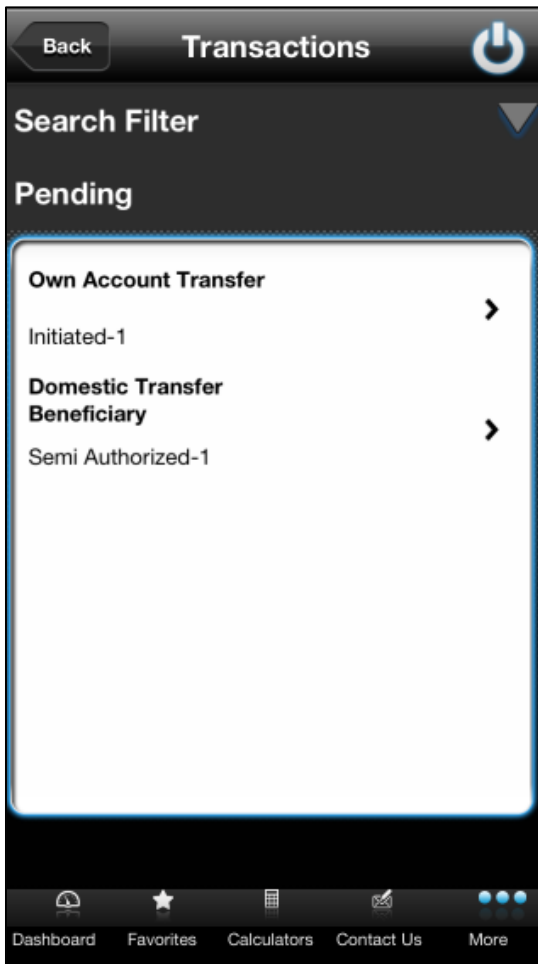 Back
Transactions
Search Filter
Pending
Own Account Transfer
Initiated-1
Domestic Transfer
Beneficiary
Semi Authorized-1
Dashboard
Favorites
Calculators
Contact Us
More